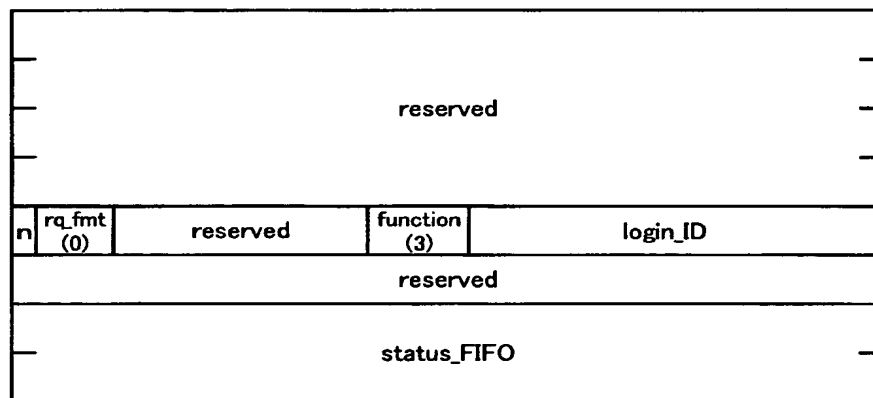 reserved
n rq_fmt (0) reserved function (3) login_ID
reserved
status_FIFO